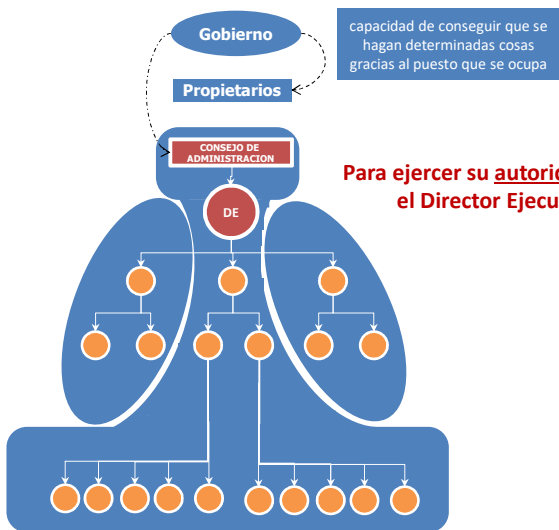 Gobierno
capacidad de conseguir que se
hagan determinadas cosas
gracias al puesto que se ocupa
Propietarios
CONSEJO DE
ADMINISTRACION
Para ejercer su
el Director
DE